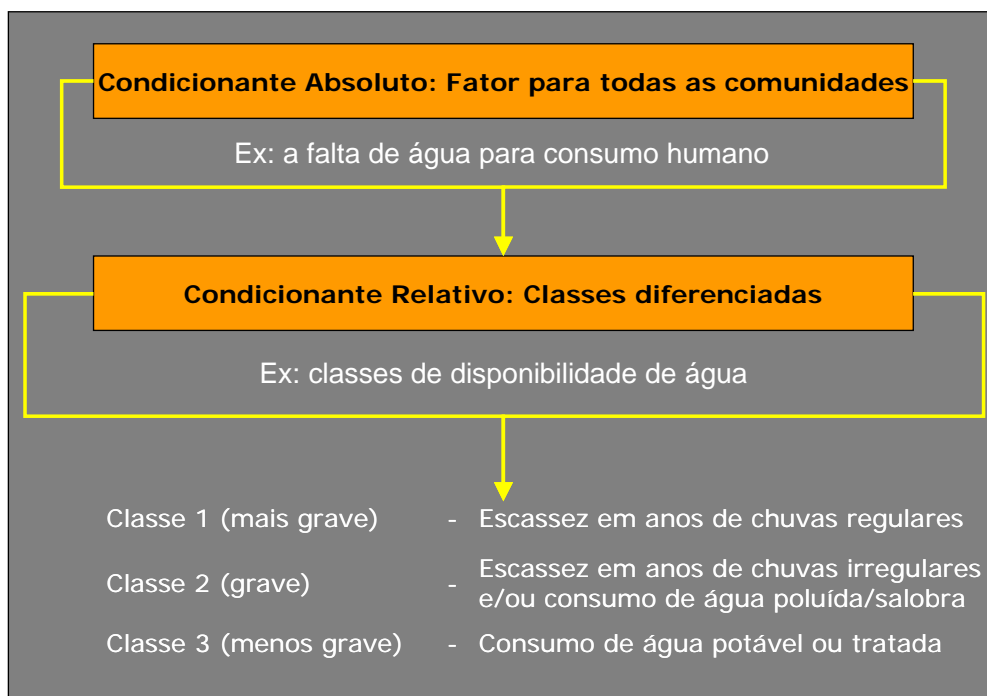 Condicionante Absoluto: Fator para todas as comunidades
Ex: a falta de água para consumo humano
Condicionante Relativo: Classes diferenciadas
Ex: classes de disponibilidade de água
Classe 1 (mais grave) - Escassez em anos de chuvas regulares
Classe 2 (grave) - Escassez em anos de chuvas irregulares
e/ou consumo de água poluída/salobra
Classe 3 (menos grave) - Consumo de água potável ou tratada